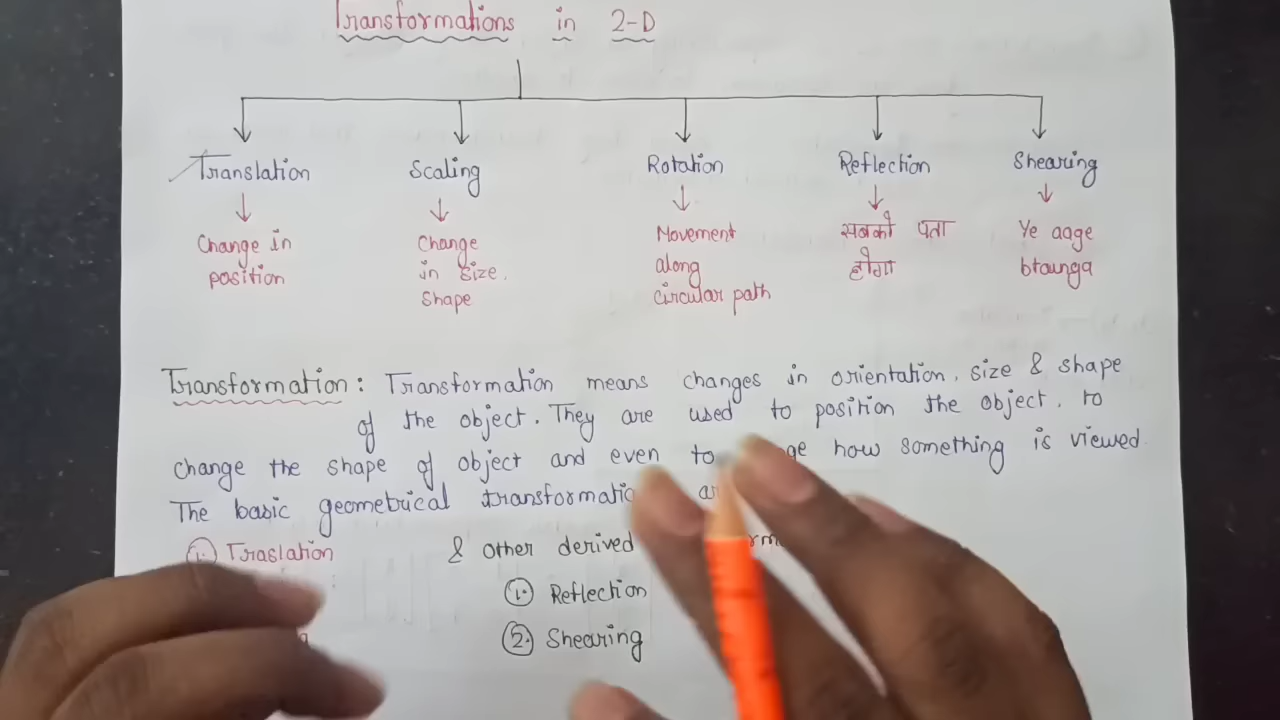 Transformations in 2-D
Translation Scaling Rotation Reflection Shearing
Change in position
Change in size. shape
Movement along circular path
सबको पता होगा
Ye aage btaunga
Transformation : Transformation means changes in orientation, size & shape
of the object. They are used to position the object, to
change the shape of object and even to how something is viewed.
The basic geometrical
① Traslation & other derived
① Reflection
② Shearing